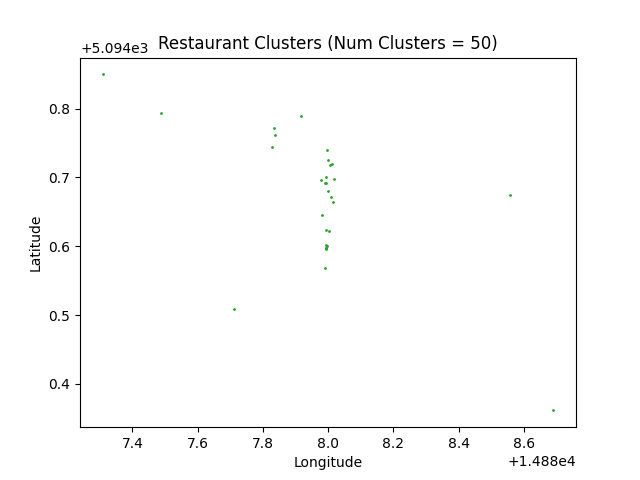 +5.094e3 Restaurant Clusters (Num Clusters = 50)
0.8
0.7
0.6
0.5
0.4
Latitude
7.4 7.6 7.8 8.0 8.2 8.4 8.6
Longitude
+1.488e4